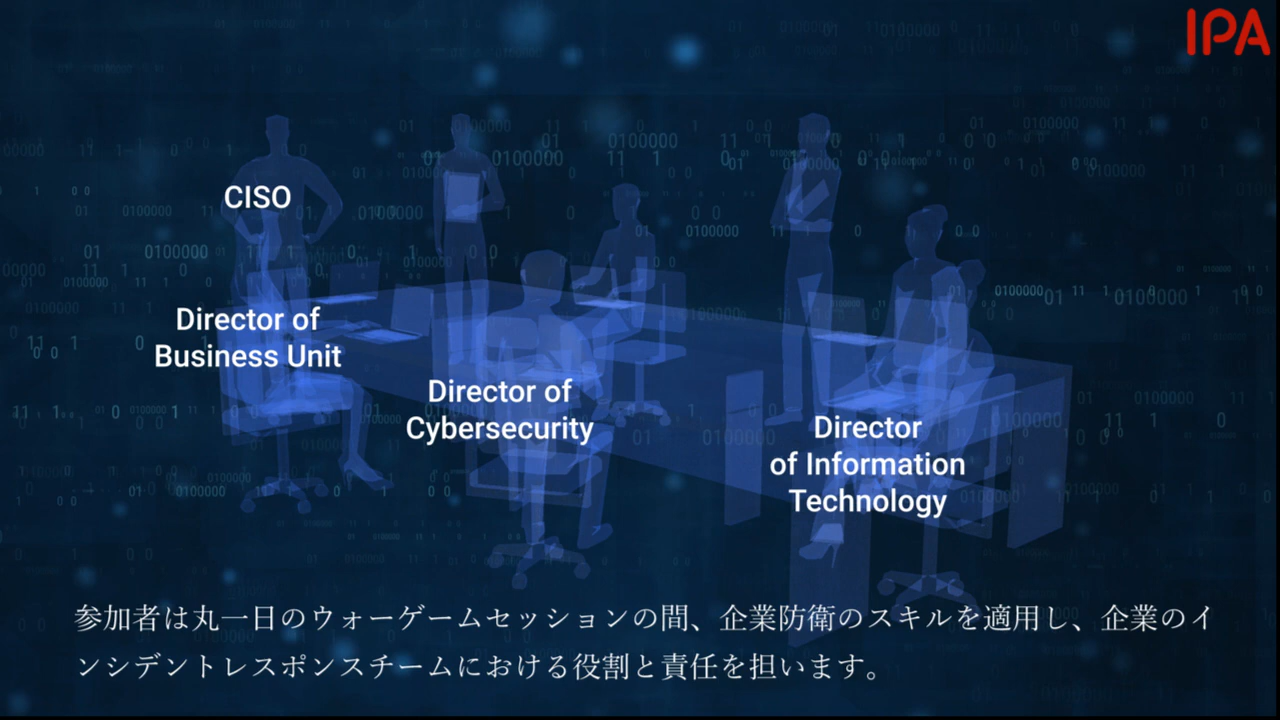 IPA
CISO
Director of
Business Unit
Director of
Cybersecurity
Director
of Information
Technology
参加者は丸一日のウォーゲームセッションの間、企業防衛のスキルを適用し、企業のイ
ンシデントレスポンスチームにおける役割と責任を担います。